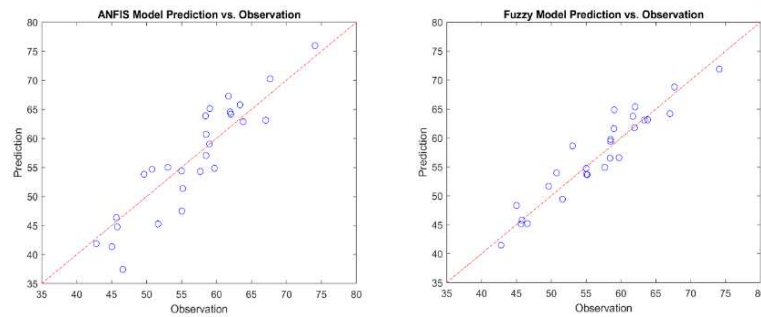 ANFIS Model Prediction vs. Observation
80
75
70
65
60
55
50
45
40
35
Prediction
35 40 45 50 55 60 65 70 75 80
Observation
Fuzzy Model Prediction vs. Observation
80
75
70
65
60
55
50
45
40
35
Prediction
35 40 45 50 55 60 65 70 75 80
Observation